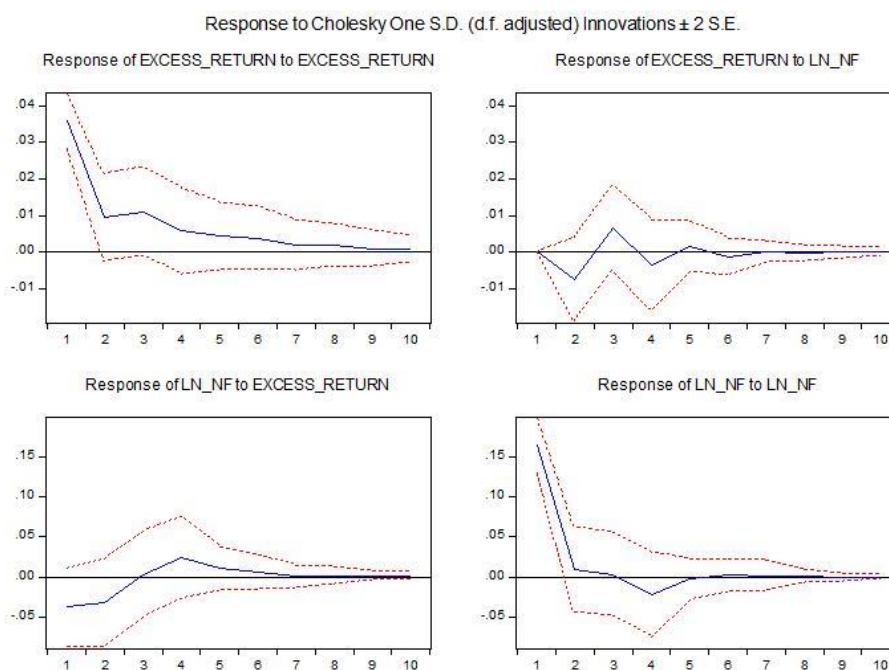 Response to Cholesky One S.D. (d.f. adjusted) Innovations ± 2 S.E.
Response of EXCESS_RETURN to EXCESS_RETURN
.04
.03
.02
.01
.00
-.01
1 2 3 4 5 6 7 8 9 10
Response of EXCESS_RETURN to LN_NF
.04
.03
.02
.01
.00
-.01
1 2 3 4 5 6 7 8 9 10
Response of LN_NF to EXCESS_RETURN
.15
.10
.05
.00
-.05
1 2 3 4 5 6 7 8 9 10
Response of LN_NF to LN_NF
.15
.10
.05
.00
-.05
1 2 3 4 5 6 7 8 9 10